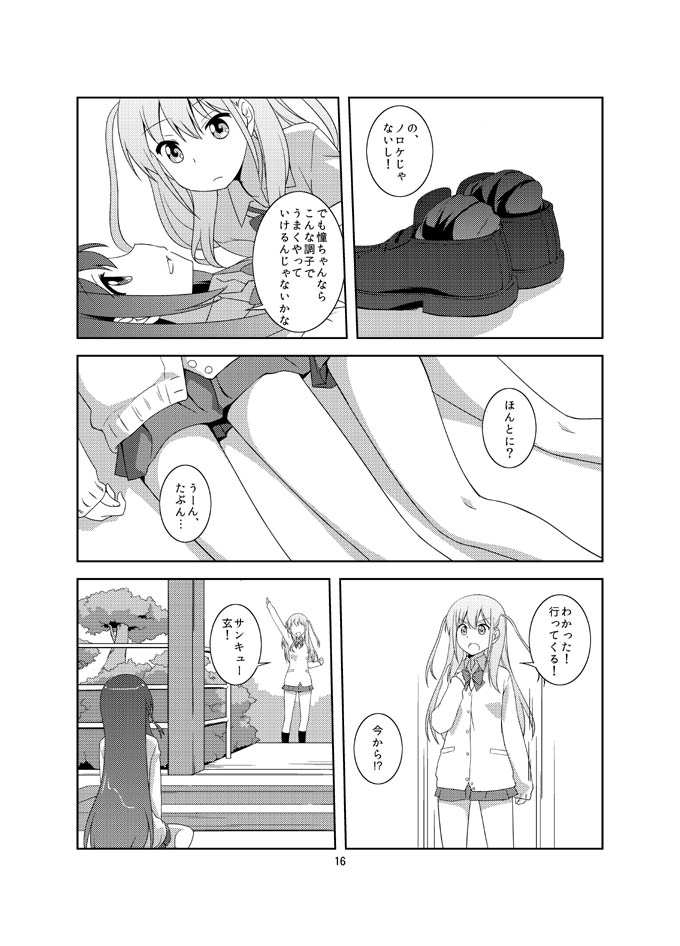 の、
ノロケじゃ
ないし！
でも憧ちゃんなら
こんな調子で
うまくやって
いけるんじゃないかな
ほんとに？
うーん、
たぶん…
わかった！
行ってくる！
今から!?
サンキュー
玄！
16